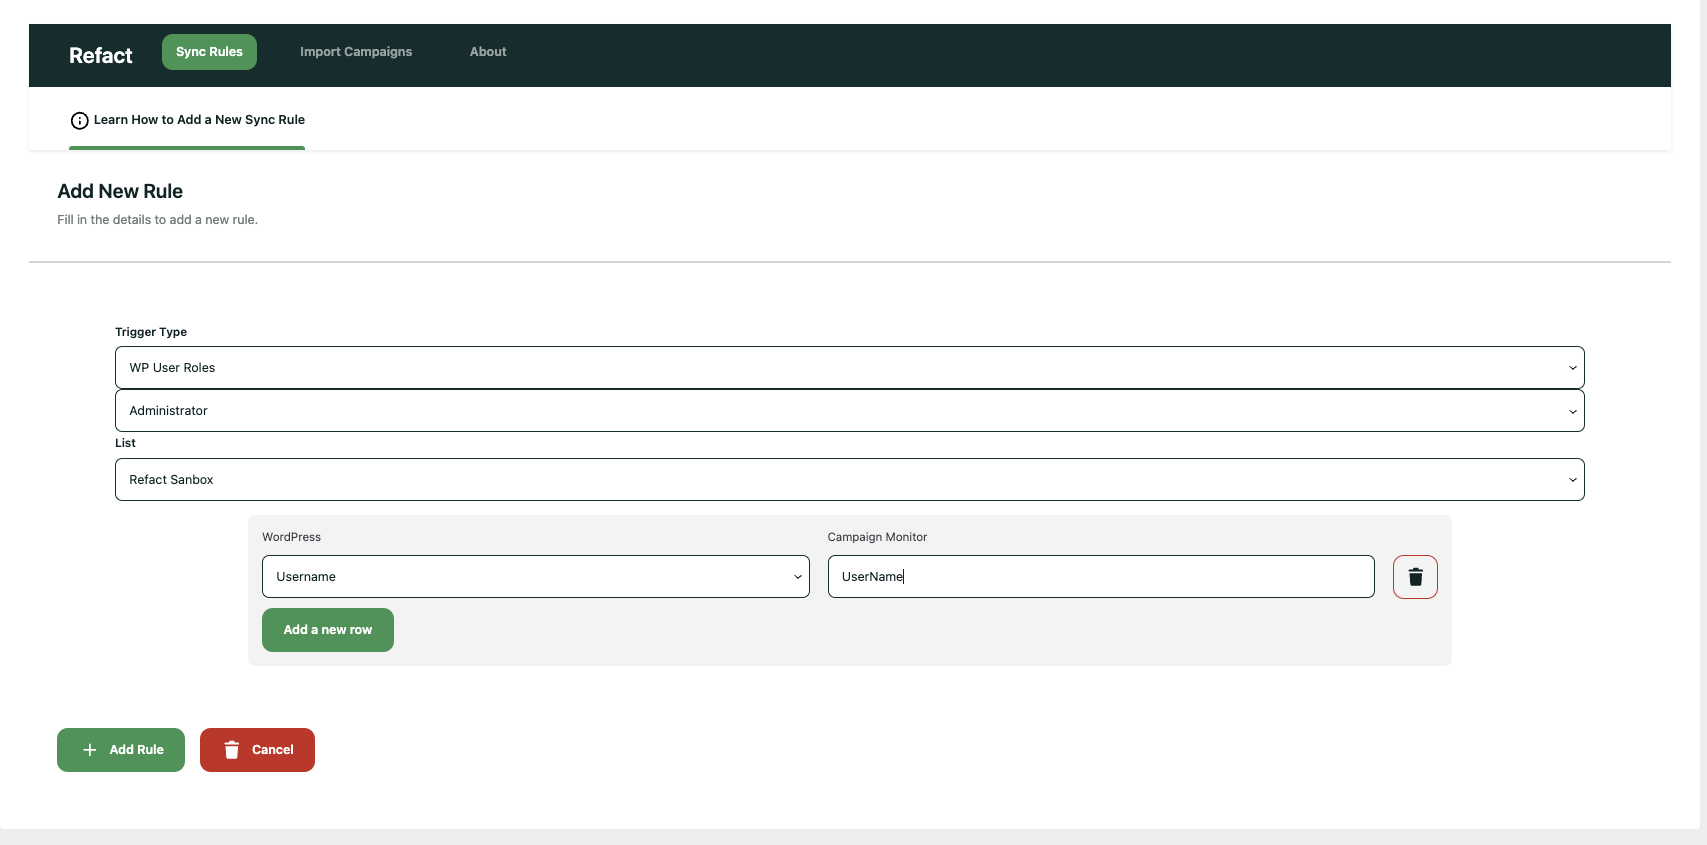 Refact
Sync Rules
Import Campaigns
About
Learn How to Add a New Sync Rule
Add New Rule
Fill in the details to add a new rule.
Trigger Type
WP User Roles
Administrator
List
Refact Sanbox
WordPress
Campaign Monitor
Username
UserName
Add a new row
Add Rule
Cancel